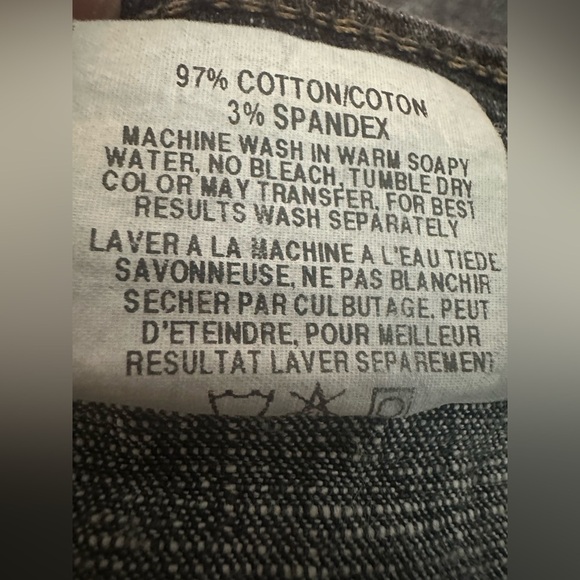 97% COTTON/COTON
3% SPANDEX
MACHINE WASH IN WARM SOAPY
WATER, NO BLEACH, TUMBLE DRY
COLOR MAY TRANSFER, FOR BEST
RESULTS WASH SEPARATELY
LAVER A LA MACHINE A L'EAU TIEDE
SAVONNEUSE, NE PAS BLANCHIR
SECHER PAR CULBUTAGE, PEUT
D'ETEINDRE, POUR MEILLEUR
RESULTAT LAVER SEPAREMENT